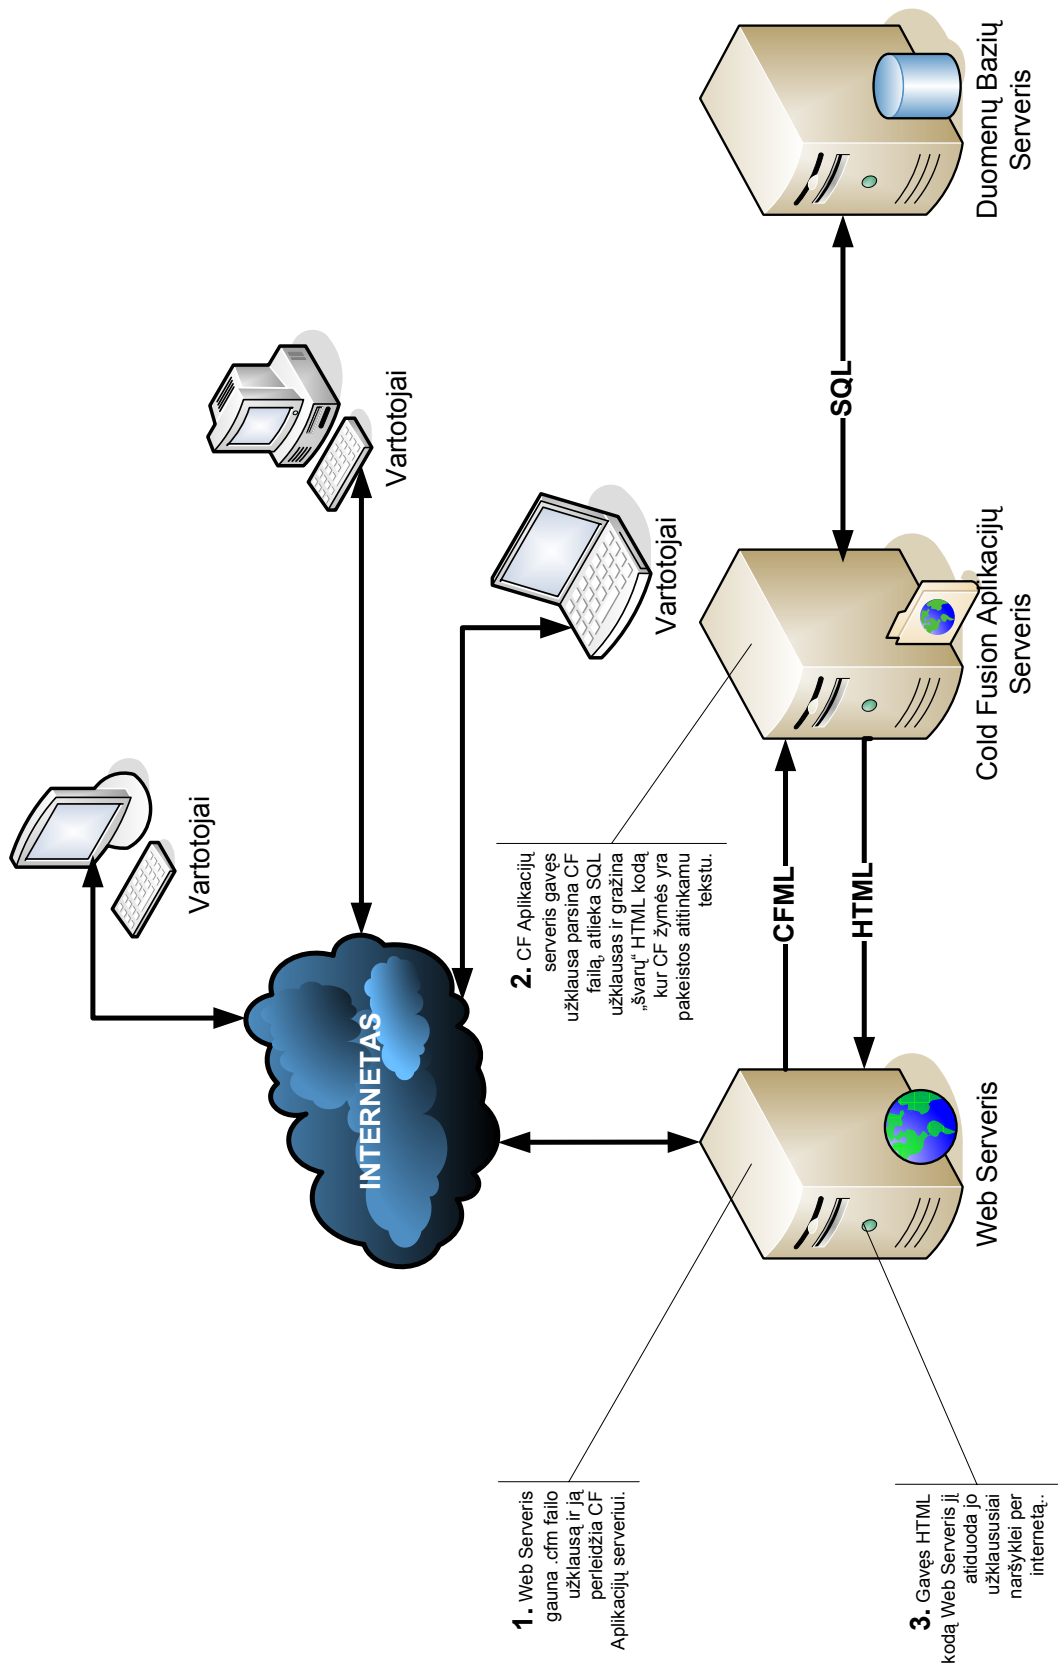 Vartotojai
Vartotojai
Vartotojai
INTERNETAS
1. Web Serveris
gauna .cfm failo
užklausą ir ją
perleidžia CF
Aplikacijų serveriui.
2. CF Aplikacijų
serveris gavęs
užklausa parsina CF
failą, atlieka SQL
užklausas ir gražina
„švarų“ HTML kodą
kur CF žymės yra
pakeistos atitinkamu
tekstu.
CFML
HTML
SQL
Web Serveris
Cold Fusion Aplikacijų
Serveris
Duomenų Bazių
Serveris
3. Gavęs HTML
kodą Web Serveris jį
atiduoda jo
užklaususiai
naršyklei per
internetą..